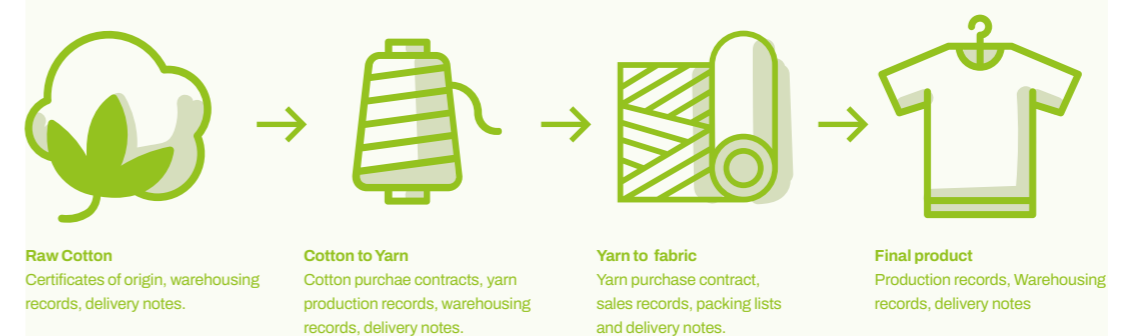 Raw Cotton
Certificates of origin, warehousing
records, delivery notes.
Cotton to Yarn
Cotton purchae contracts, yarn
production records, warehousing
records, delivery notes.
Yarn to fabric
Yarn purchase contract,
sales records, packing lists
and delivery notes.
Final product
Production records, Warehousing
records, delivery notes